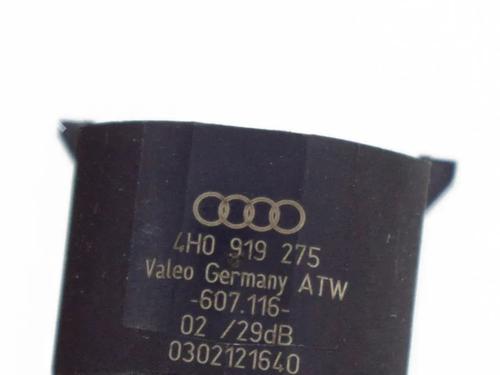 4H0 919 275
Valeo Germany ATW
-607.116-
02 /29dB
0302121640